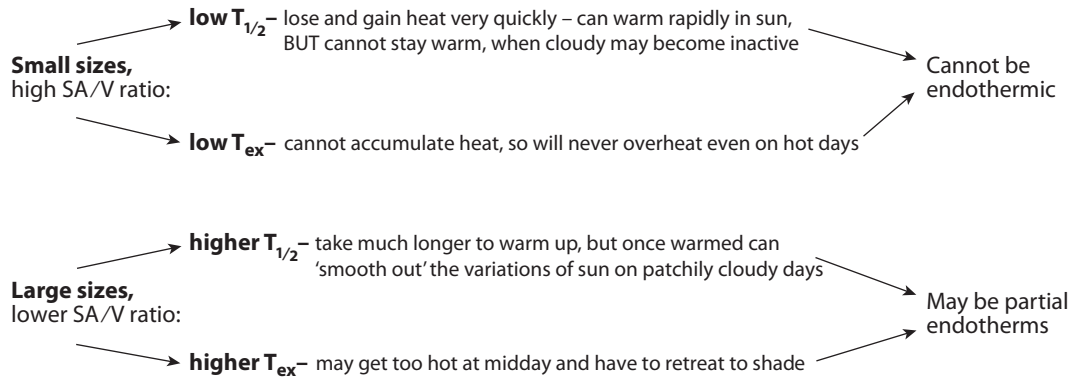 low T1/2– lose and gain heat very quickly – can warm rapidly in sun,
BUT cannot stay warm, when cloudy may become inactive
Small sizes,
high SA/V ratio:
Cannot be
endothermic
low Tex– cannot accumulate heat, so will never overheat even on hot days
higher T1/2– take much longer to warm up, but once warmed can
‘smooth out’ the variations of sun on patchily cloudy days
Large sizes,
lower SA/V ratio:
May be partial
endotherms
higher Tex– may get too hot at midday and have to retreat to shade